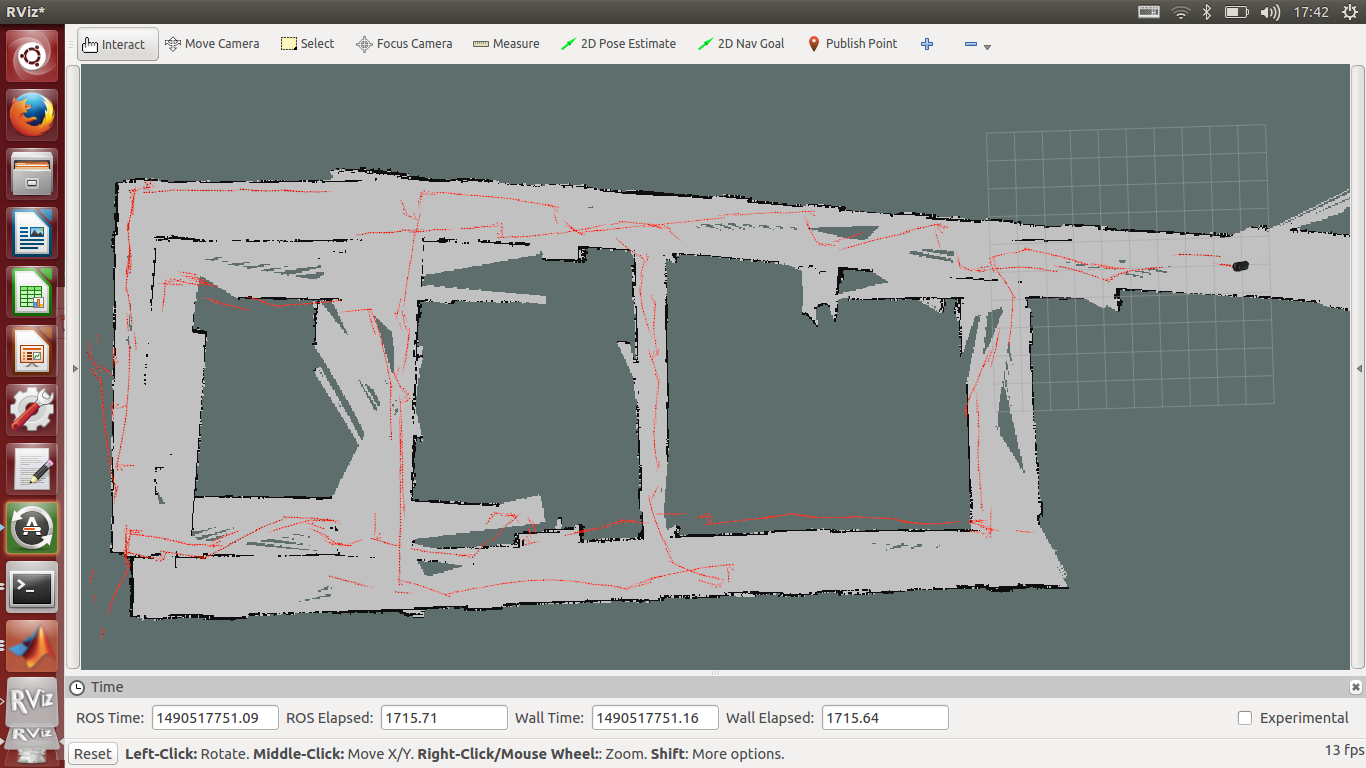 RViz*
17:42
Interact Move Camera Select Focus Camera Measure 2D Pose Estimate 2D Nav Goal Publish Point
Time
ROS Time: 1490517751.09 ROS Elapsed: 1715.71 Wall Time: 1490517751.16 Wall Elapsed: 1715.64 Experimental
Reset Left-Click: Rotate. Middle-Click: Move X/Y. Right-Click/Mouse Wheel:: Zoom. Shift: More options. 13 fps
RViz
RViz